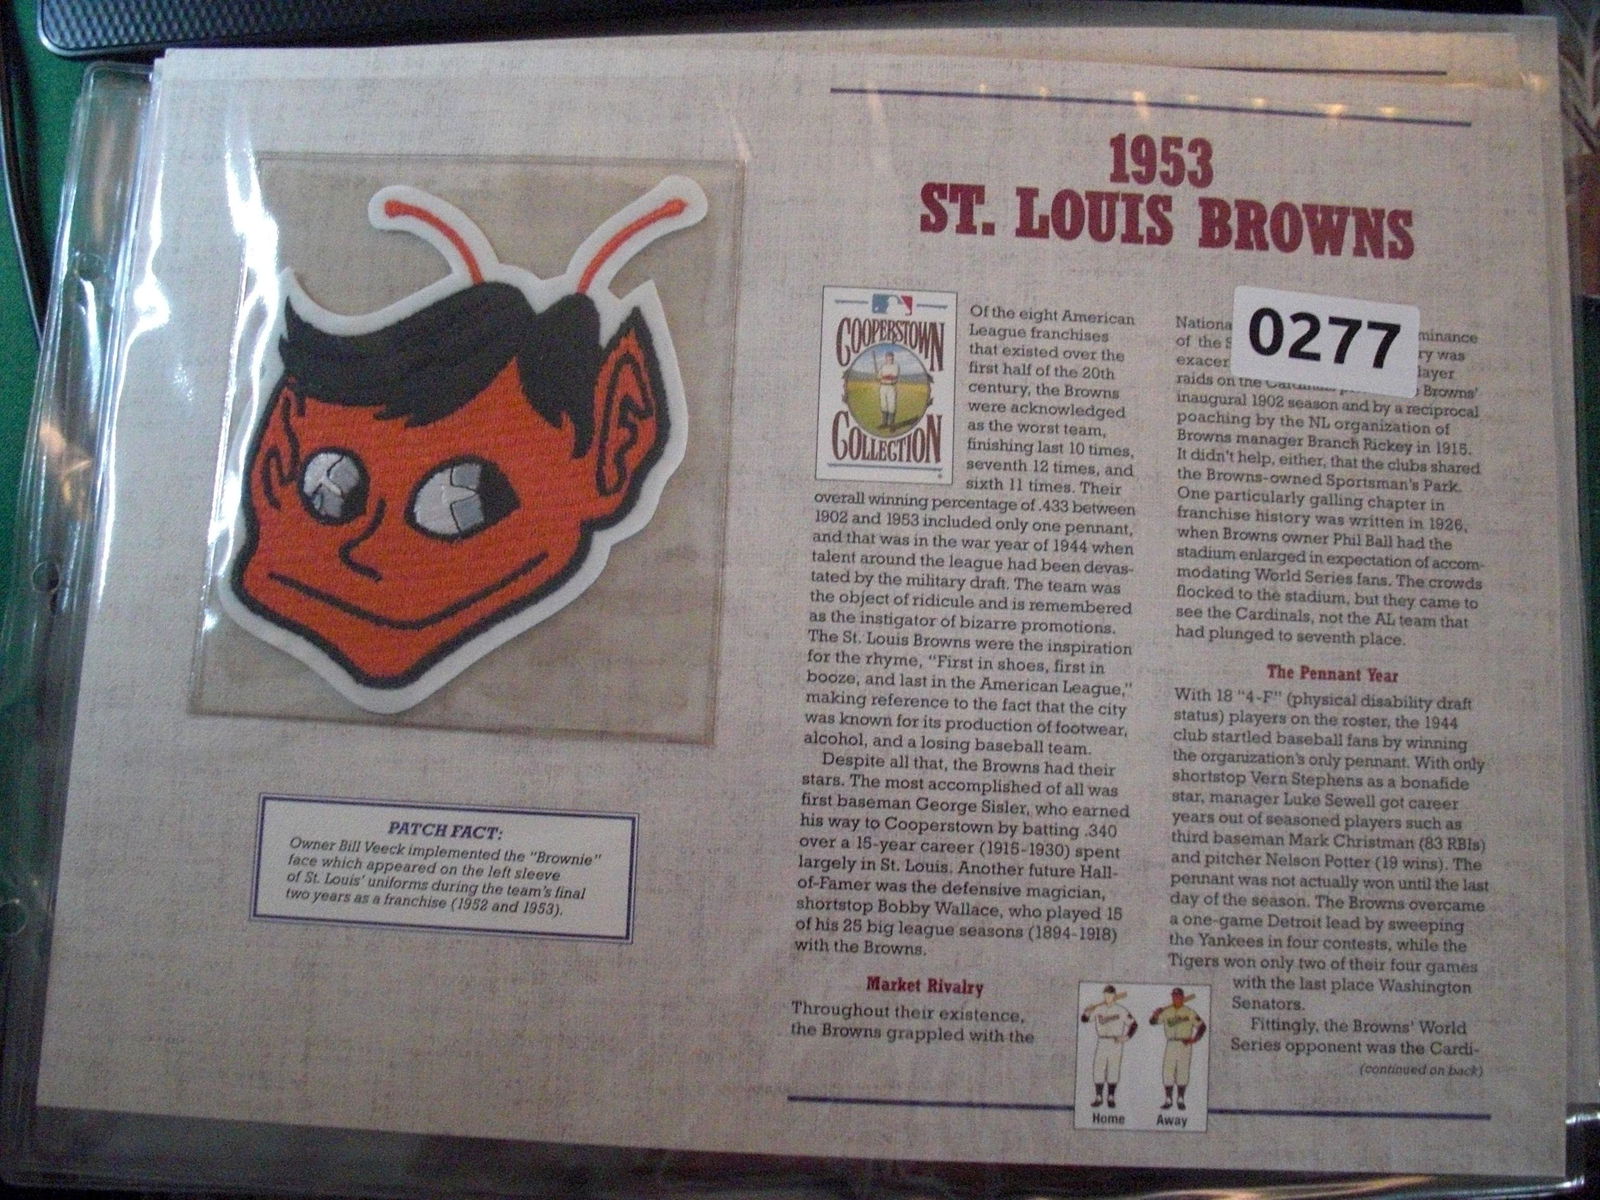 1953
ST. LOUIS BROWNS
0277
COOPERSTOWN
COLLECTION
Of the eight American
League franchises
that existed over the
first half of the 20th
century, the Browns
were acknowledged
as the worst team,
finishing last 10 times,
seventh 12 times, and
sixth 11 times. Their
overall winning percentage of .433 between
1902 and 1953 included only one pennant,
and that was in the war year of 1944 when
talent around the league had been devas-
tated by the military draft. The team was
the object of ridicule and is remembered
as the instigator of bizarre promotions.
The St. Louis Browns were the inspiration
for the rhyme, "First in shoes, first in
booze, and last in the American League,"
making reference to the fact that the city
was known for its production of footwear,
alcohol, and a losing baseball team.
Despite all that, the Browns had their
stars. The most accomplished of all was
first baseman George Sisler, who earned
his way to Cooperstown by batting .340
over a 15-year career (1915-1930) spent
largely in St. Louis. Another future Hall-
of-Famer was the defensive magician,
shortstop Bobby Wallace, who played 15
of his 25 big league seasons (1894-1918)
with the Browns.
Market Rivalry
Throughout their existence,
the Browns grappled with the
Nationa
minance
of the S
ry was
exacer
layer
raids on the Cardinals Browns'
inaugural 1902 season and by a reciprocal
poaching by the NL organization of
Browns manager Branch Rickey in 1915.
It didn't help, either, that the clubs shared
the Browns-owned Sportsman's Park.
One particularly galling chapter in
franchise history was written in 1926,
when Browns owner Phil Ball had the
stadium enlarged in expectation of accom-
modating World Series fans. The crowds
flocked to the stadium, but they came to
see the Cardinals, not the AL team that
had plunged to seventh place.
The Pennant Year
With 18 "4-F" (physical disability draft
status) players on the roster, the 1944
club startled baseball fans by winning
the organization's only pennant. With only
shortstop Vern Stephens as a bonafide
star, manager Luke Sewell got career
years out of seasoned players such as
third baseman Mark Christman (83 RBIs)
and pitcher Nelson Potter (19 wins). The
pennant was not actually won until the last
day of the season. The Browns overcame
a one-game Detroit lead by sweeping
the Yankees in four contests, while the
Tigers won only two of their four games
with the last place Washington
Senators.
Fittingly, the Browns' World
Series opponent was the Cardi-
(continued on back)
Home
Away
PATCH FACT:
Owner Bill Veeck implemented the "Brownie"
face which appeared on the left sleeve
of St. Louis' uniforms during the team's final
two years as a franchise (1952 and 1953).